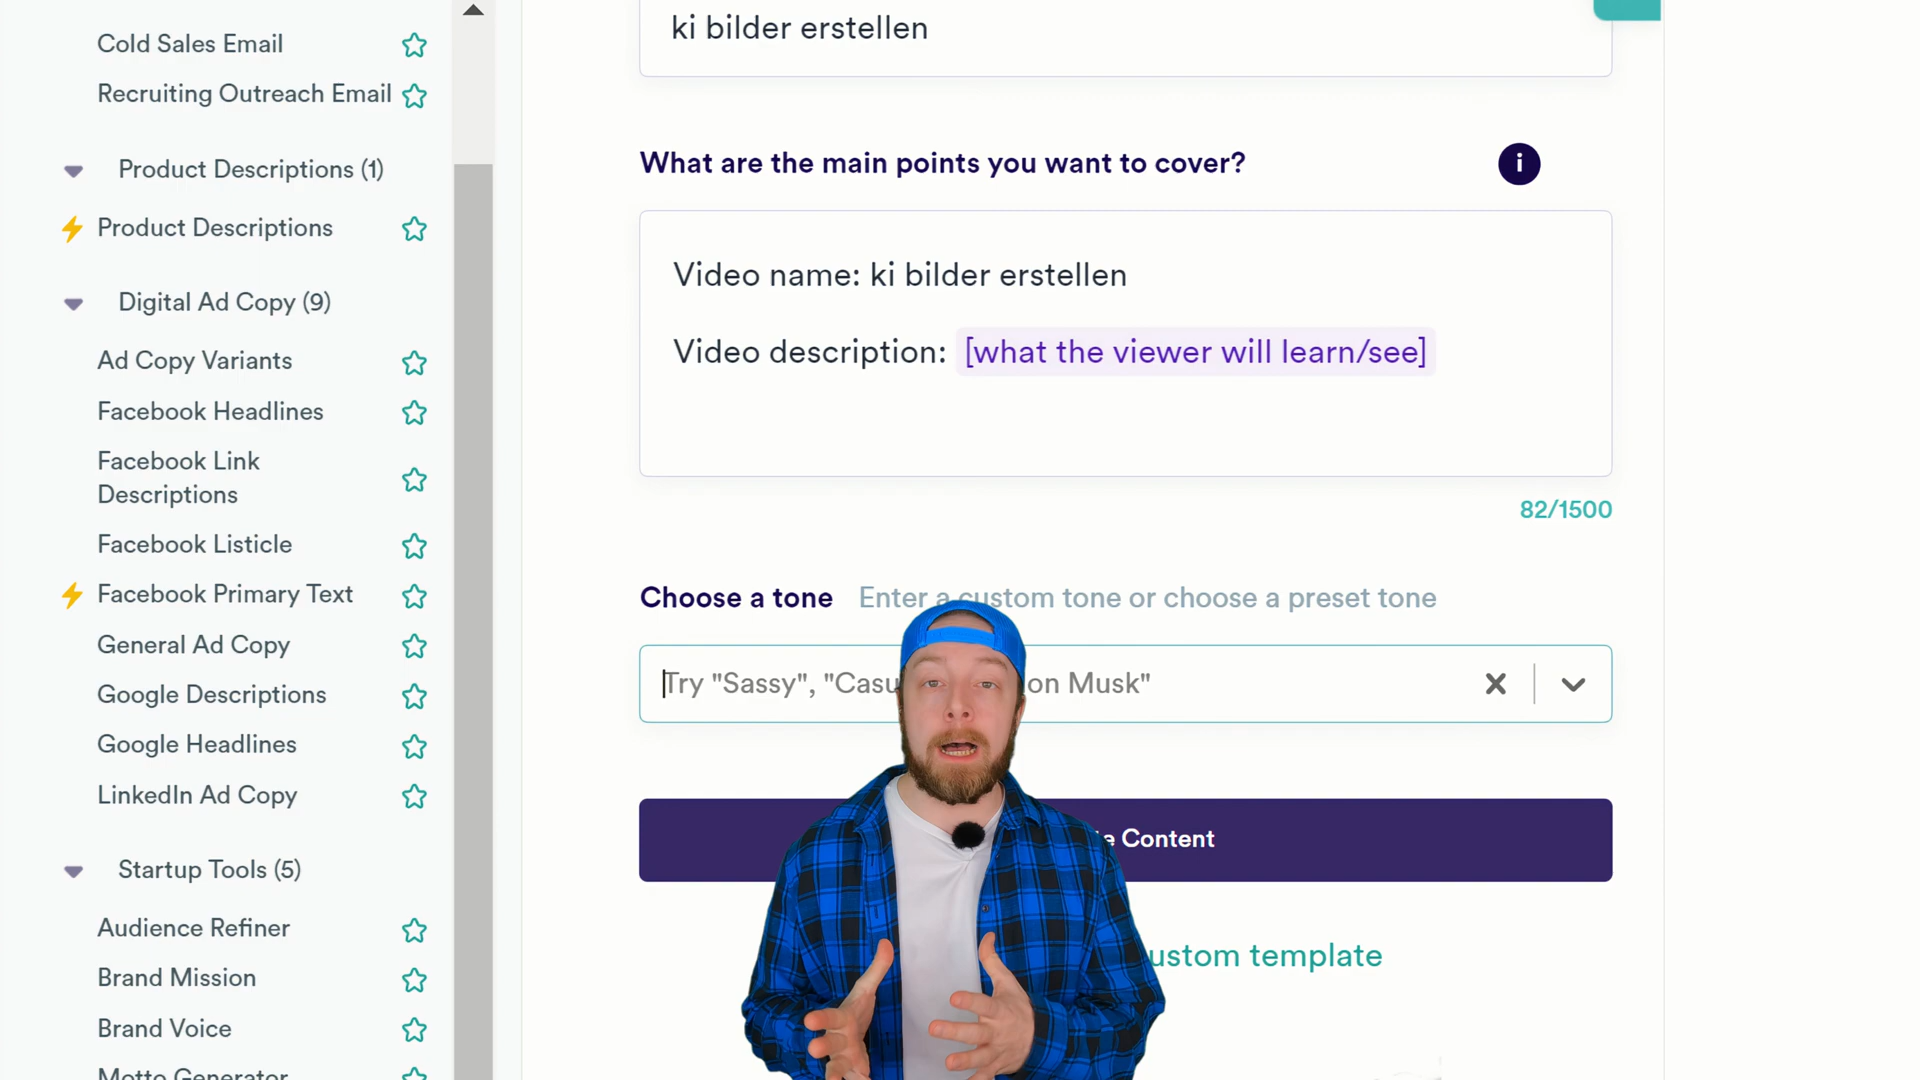 Cold Sales Email
Recruiting Outreach Email
Product Descriptions (1)
Product Descriptions
Digital Ad Copy (9)
Ad Copy Variants
Facebook Headlines
Facebook Link
Descriptions
Facebook Listicle
Facebook Primary Text
General Ad Copy
Google Descriptions
Google Headlines
LinkedIn Ad Copy
Startup Tools (5)
Audience Refiner
Brand Mission
Brand Voice
Motto Generator
ki bilder erstellen
What are the main points you want to cover?
i
Video name: ki bilder erstellen
Video description: [what the viewer will learn/see]
82/1500
Choose a tone Enter a custom tone or choose a preset tone
Try "Sassy", "Casu on Musk"
Content
ustom template